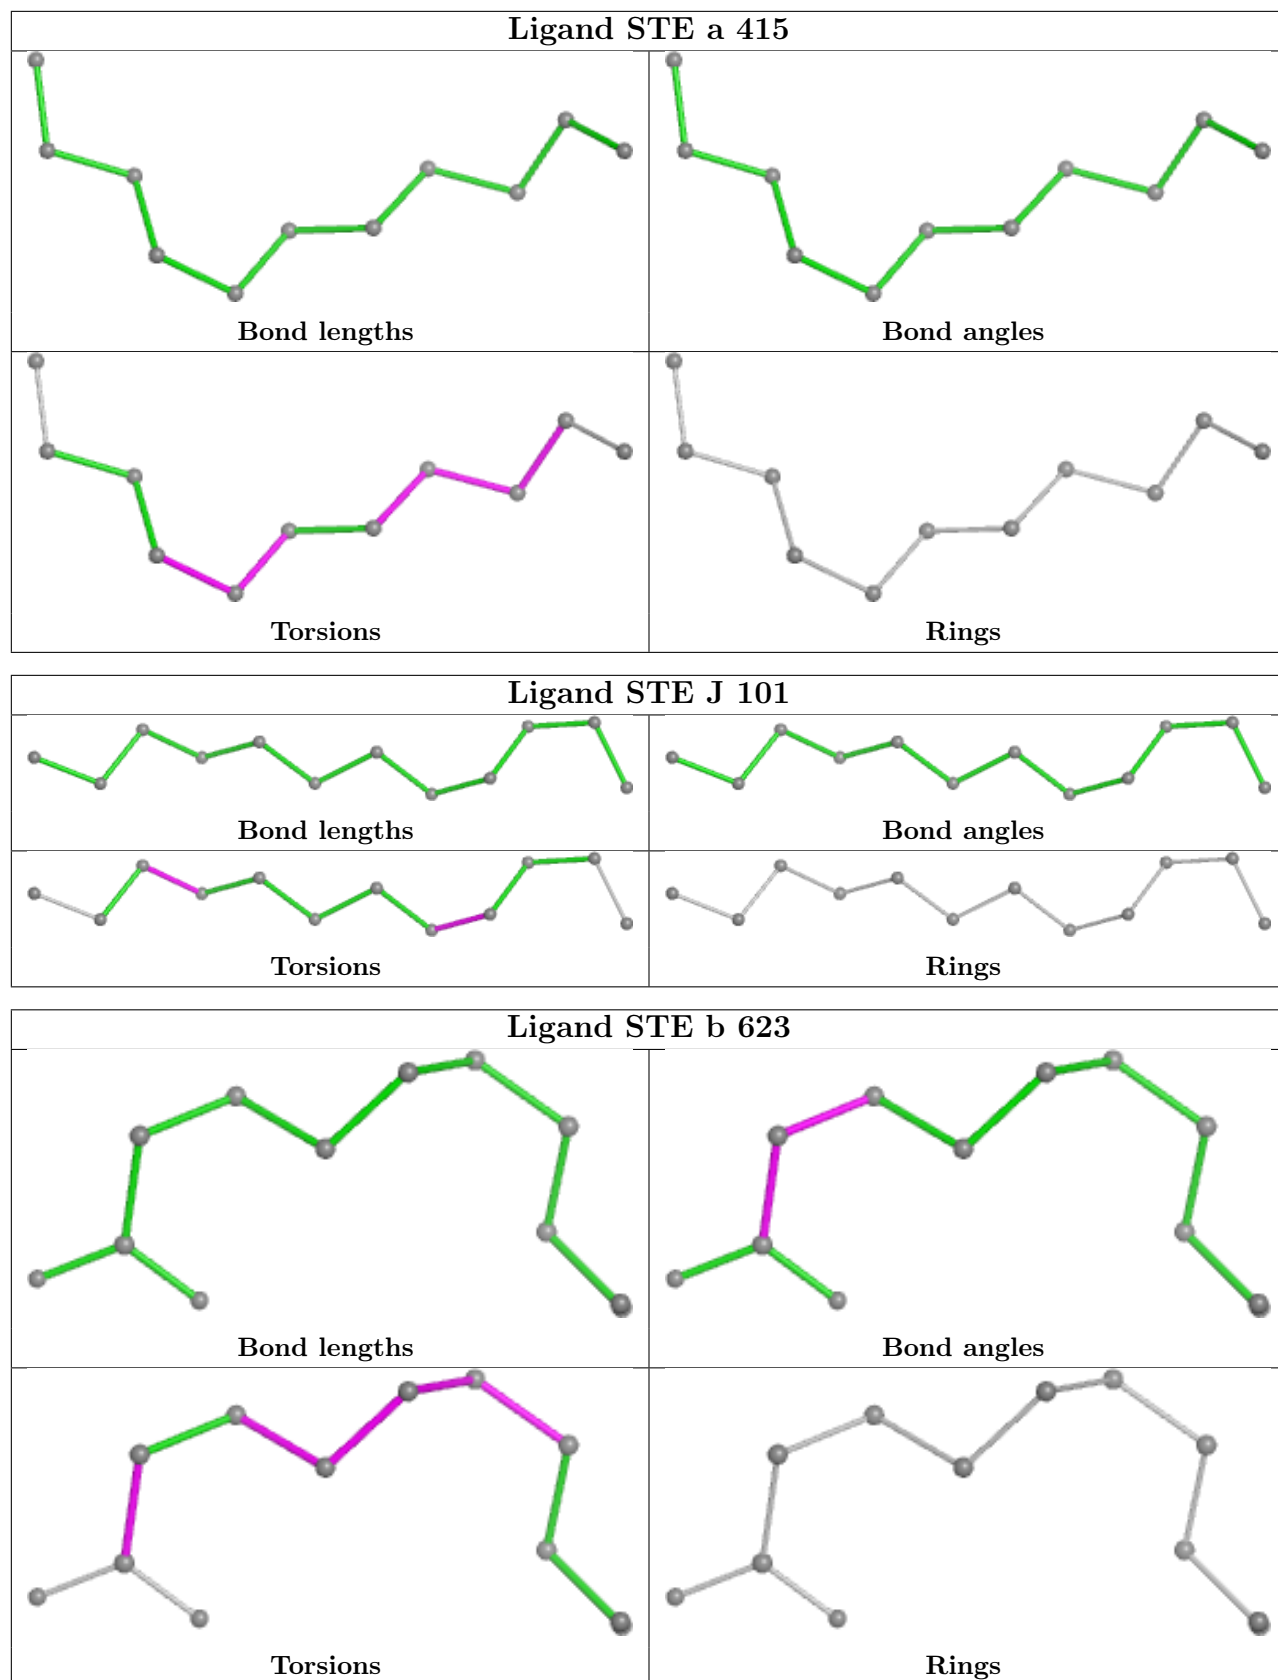 Ligand STE a 415
Bond lengths
Bond angles
Torsions
Rings
Ligand STE J 101
Bond lengths
Bond angles
Torsions
Rings
Ligand STE b 623
Bond lengths
Bond angles
Torsions
Rings